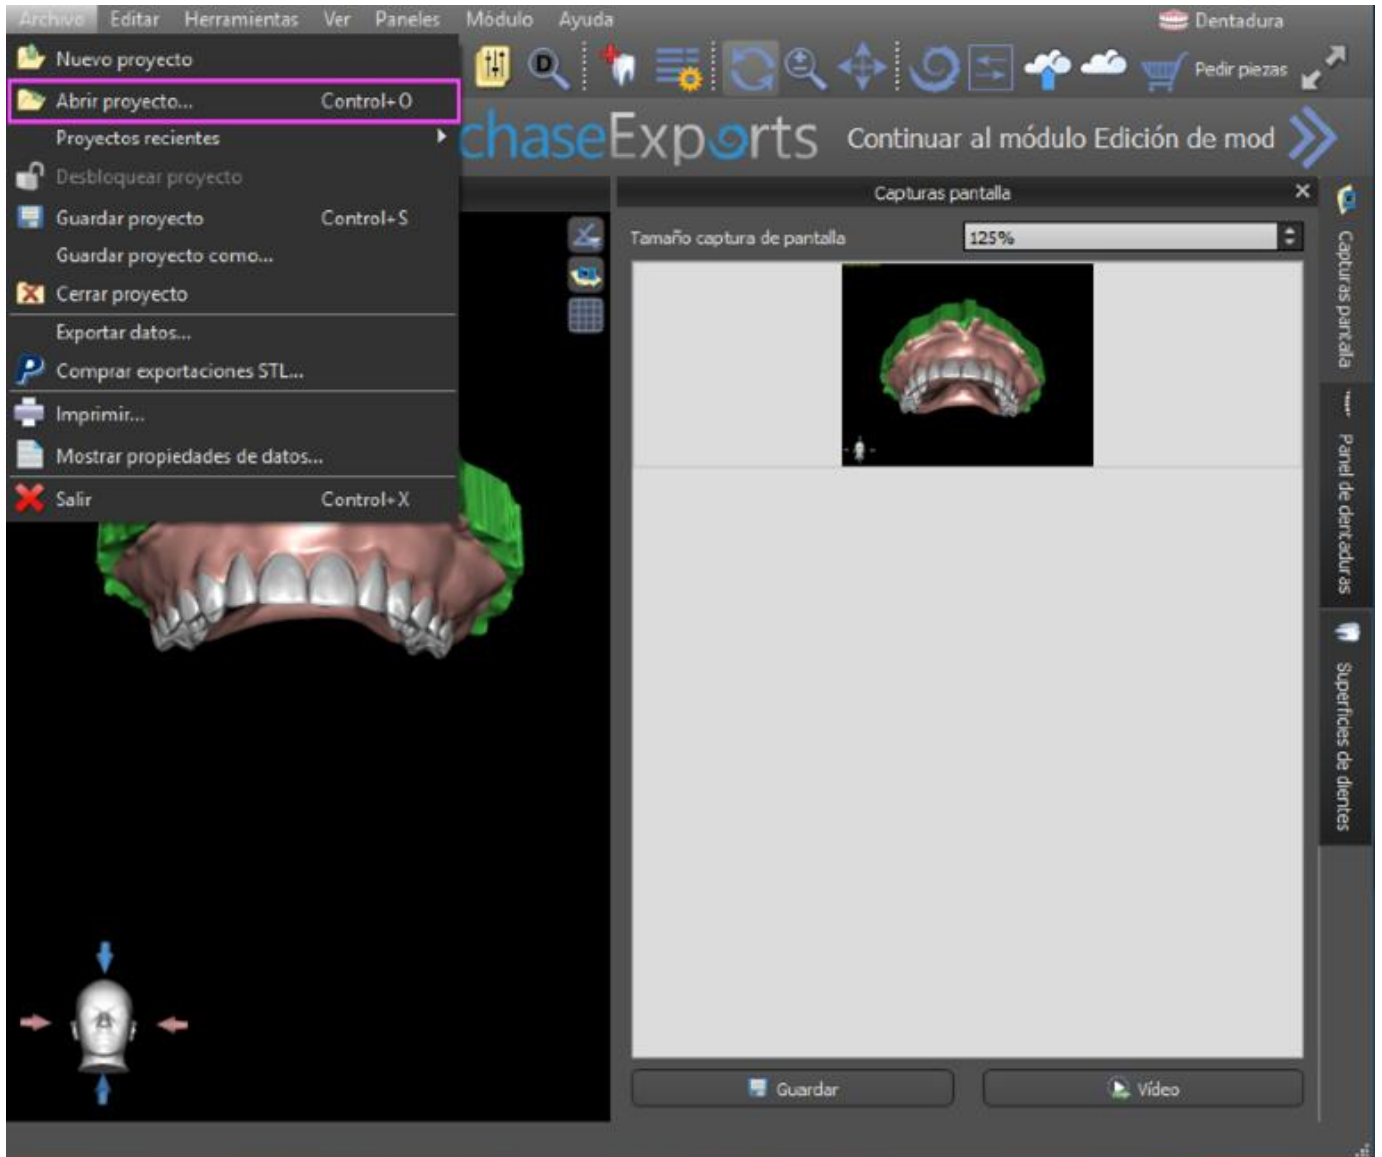 Archivo Editar Herramientas Ver Paneles Módulo Ayuda
Dentadura
Nuevo proyecto
Abrir proyecto... Control+O
Proyectos recientes
Desbloquear proyecto
Guardar proyecto Control+S
Guardar proyecto como...
Cerrar proyecto
Exportar datos...
Comprar exportaciones STL...
Imprimir...
Mostrar propiedades de datos...
Salir Control+X
D
Pedir piezas
chaseExports
Continuar al módulo Edición de mod
Capturas pantalla
Tamaño captura de pantalla 125%
Guardar
Vídeo
Capturas pantalla
Panel de dentaduras
Superficies de dientes